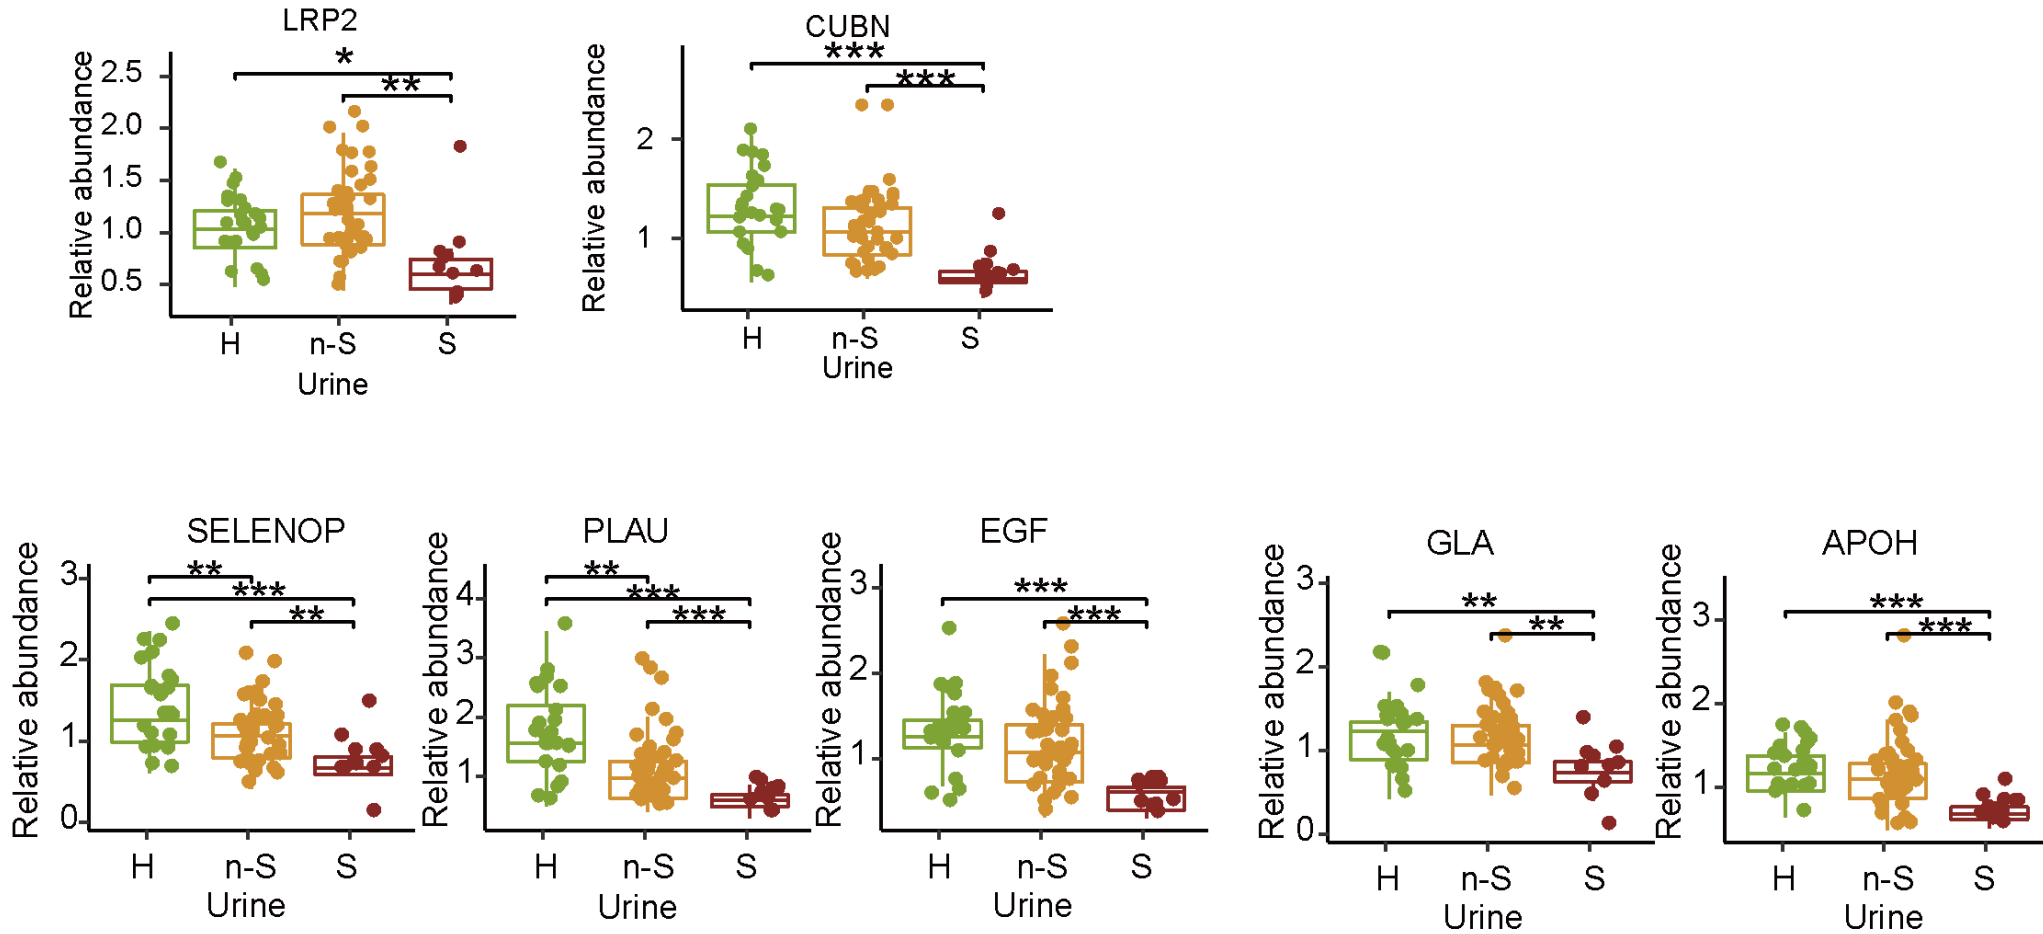 LRP2
*
**
Relative abundance
2.5
2.0
1.5
1.0
0.5
H n-S S
Urine
CUBN
***
***
Relative abundance
2
1
H n-S S
Urine
SELENOP
**
***
**
Relative abundance
3
2
1
0
H n-S S
Urine
PLAU
**
***
***
Relative abundance
4
3
2
1
H n-S S
Urine
EGF
***
***
Relative abundance
3
2
1
H n-S S
Urine
GLA
**
**
Relative abundance
3
2
1
0
H n-S S
Urine
APOH
***
***
Relative abundance
3
2
1
H n-S S
Urine